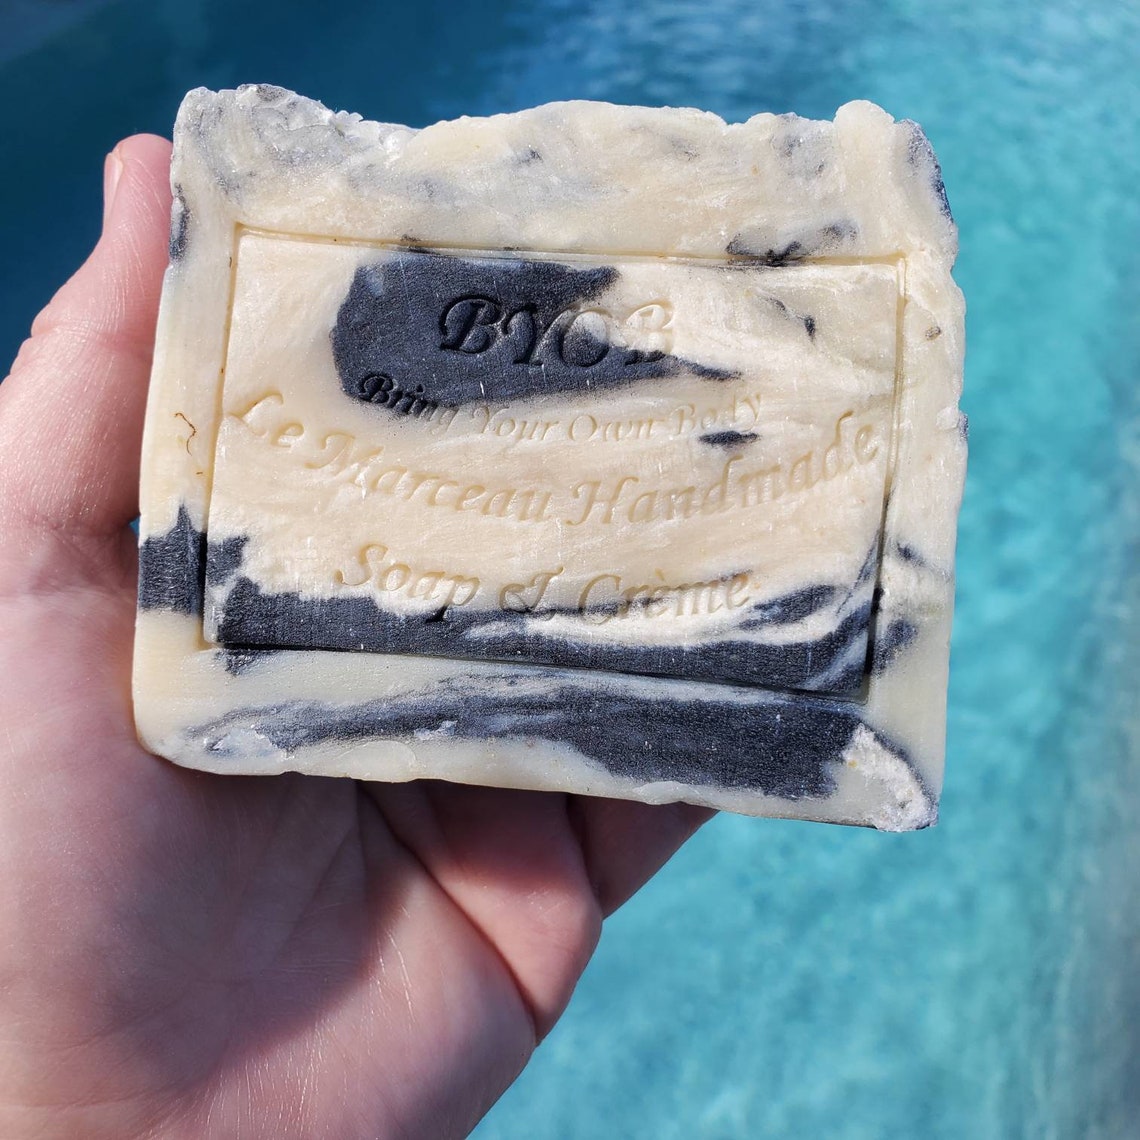 BYOB
Bring Your Own Body
Le Marceau Handmade
Soap & Crème